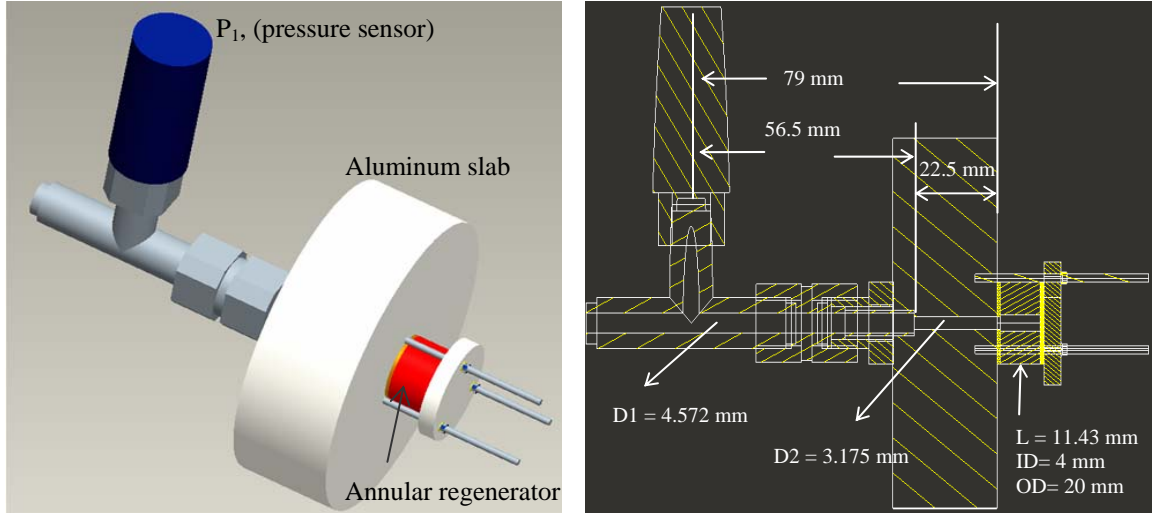 P1, (pressure sensor)
Aluminum slab
Annular regenerator
79 mm
56.5 mm
22.5 mm
D1 = 4.572 mm
D2 = 3.175 mm
L = 11.43 mm
ID= 4 mm
OD= 20 mm